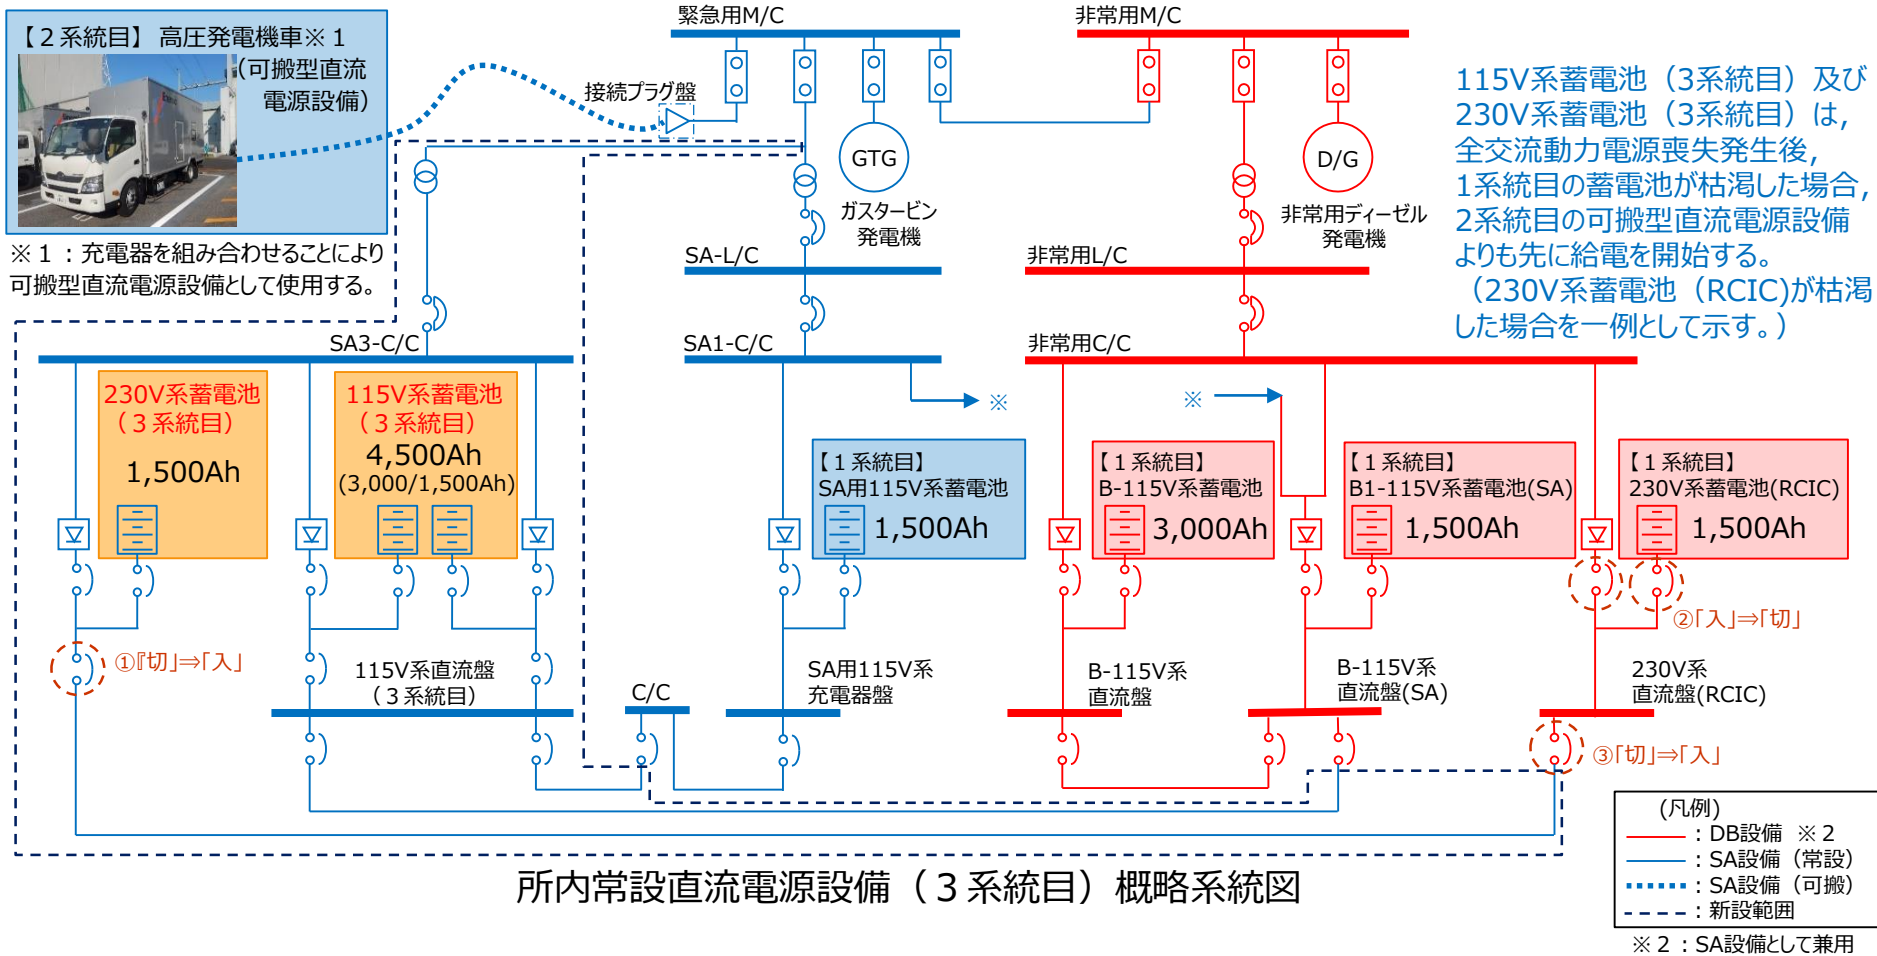 緊急用M/C
非常用M/C
【２系統目】 高圧発電機車※１
(可搬型直流
電源設備)
接続プラグ盤
GTG
D/G
ガスタービン
発電機
非常用ディーゼル
発電機
115V系蓄電池（3系統目）及び
230V系蓄電池（3系統目）は，
全交流動力電源喪失発生後，
1系統目の蓄電池が枯渇した場合，
2系統目の可搬型直流電源設備
よりも先に給電を開始する。
（230V系蓄電池（RCIC)が枯渇
した場合を一例として示す。）
※１：充電器を組み合わせることにより
可搬型直流電源設備として使用する。
SA-L/C
非常用L/C
SA3-C/C
SA1-C/C
非常用C/C
230V系蓄電池
（３系統目）
1,500Ah
115V系蓄電池
（３系統目）
4,500Ah
(3,000/1,500Ah)
※
※
【１系統目】
SA用115V系蓄電池
1,500Ah
【１系統目】
B-115V系蓄電池
3,000Ah
【１系統目】
B1-115V系蓄電池(SA)
1,500Ah
【１系統目】
230V系蓄電池(RCIC)
1,500Ah
①『切」⇒「入」
②「入」⇒「切」
③「切」⇒「入」
115V系直流盤
（３系統目）
C/C
SA用115V系
充電器盤
B-115V系
直流盤
B-115V系
直流盤(SA)
230V系
直流盤(RCIC)
(凡例)
：DB設備 ※２
：SA設備（常設）
：SA設備（可搬）
：新設範囲
※２：SA設備として兼用
所内常設直流電源設備（３系統目）概略系統図